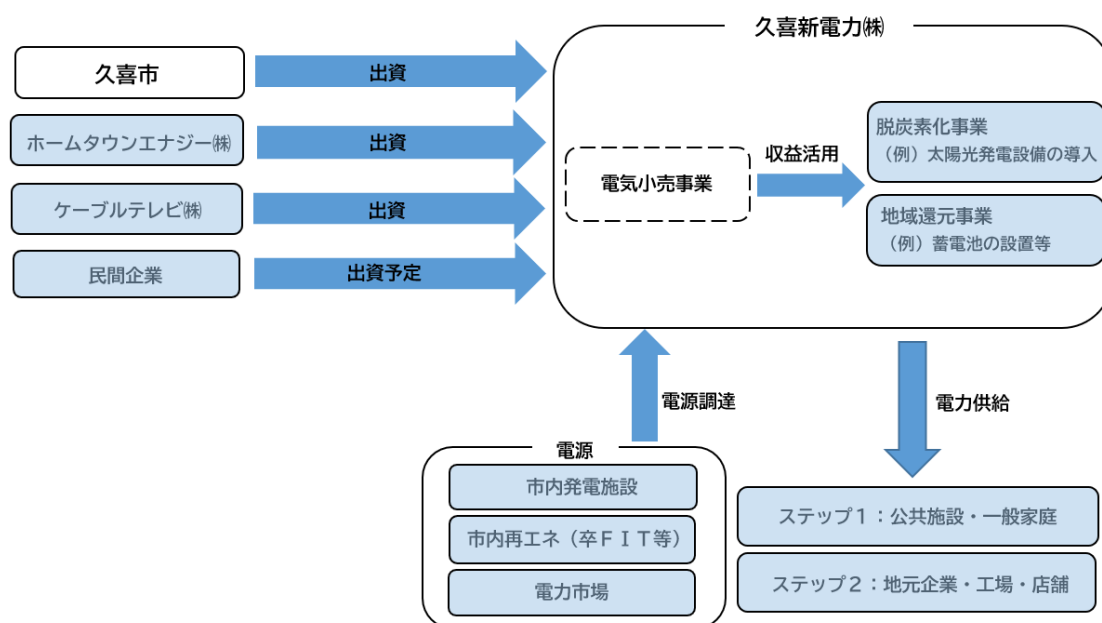 久喜新電力㈱
久喜市
出資
ホームタウンエナジー㈱
出資
ケーブルテレビ㈱
出資
民間企業
出資予定
電気小売事業
収益活用
脱炭素化事業
（例）太陽光発電設備の導入
地域還元事業
（例）蓄電池の設置等
電源調達
電力供給
電源
市内発電施設
市内再エネ（卒ＦＩＴ等）
電力市場
ステップ１：公共施設・一般家庭
ステップ２：地元企業・工場・店舗